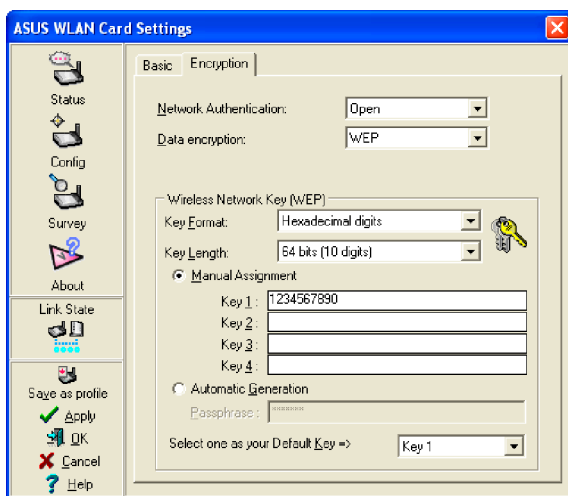 ASUS WLAN Card Settings
Status
Config
Survey
About
Link State
Save as profile
Apply
OK
Cancel
Help
Basic
Encryption
Network Authentication:
Open
Data encryption:
WEP
Wireless Network Key (WEP)
Key Format:
Hexadecimal digits
Key Length:
64 bits (10 digits)
Manual Assignment
Key 1 :
1234567890
Key 2 :
Key 3 :
Key 4 :
Automatic Generation
Passphrase :
*******
Select one as your Default Key =>
Key 1